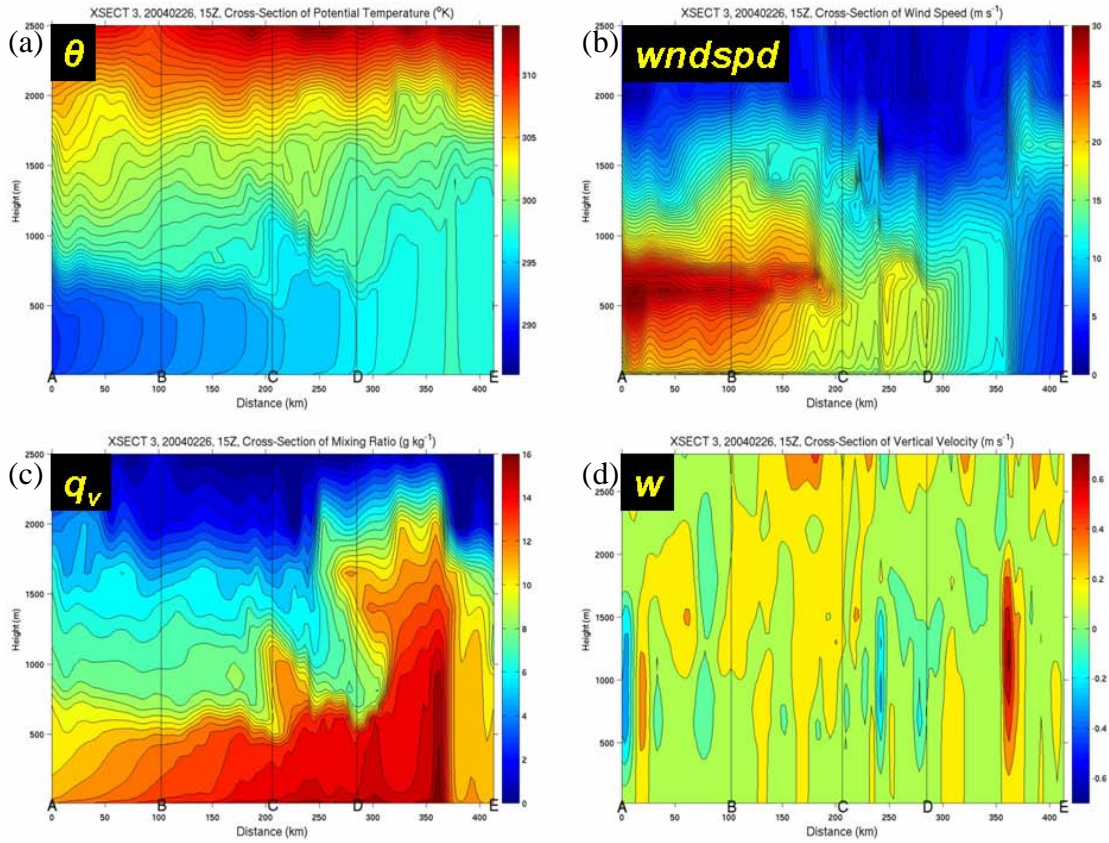 XSECT 3, 20040226, 15Z, Cross-Section of Potential Temperature (°K)
(a)
θ
2500
2000
1500
1000
500
Height (m)
A B C D E
0 50 100 150 200 250 300 350 400
Distance (km)
310
305
300
295
290
XSECT 3, 20040226, 15Z, Cross-Section of Wind Speed (m s⁻¹)
(b)
wndspd
2500
2000
1500
1000
500
Height (m)
A B C D E
0 50 100 150 200 250 300 350 400
Distance (km)
30
25
20
15
10
5
0
XSECT 3, 20040226, 15Z, Cross-Section of Mixing Ratio (g kg⁻¹)
(c)
qv
2500
2000
1500
1000
500
Height (m)
A B C D E
0 50 100 150 200 250 300 350 400
Distance (km)
16
14
12
10
8
6
4
2
0
XSECT 3, 20040226, 15Z, Cross-Section of Vertical Velocity (m s⁻¹)
(d)
w
2500
2000
1500
1000
500
Height (m)
A B C D E
0 50 100 150 200 250 300 350 400
Distance (km)
0.6
0.4
0.2
-0
-0.2
-0.4
-0.6